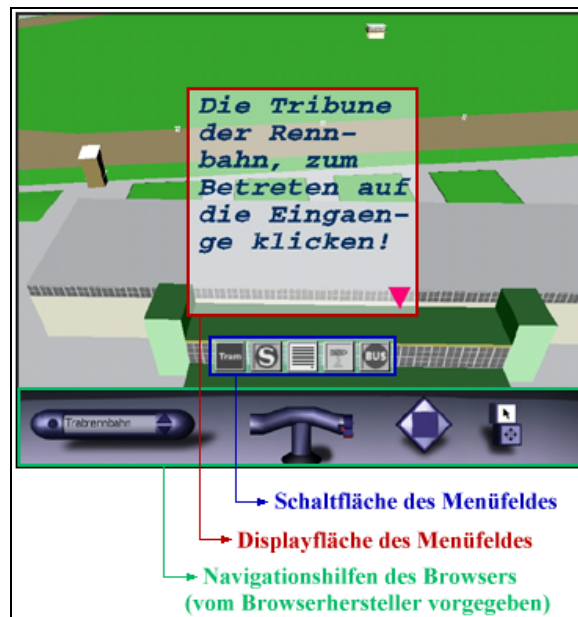 Die Tribune
der Renn-
bahn, zum
Betreten auf
die Eingaen-
ge klicken!
Tram
S
BUS
Trabrennbahn
Schaltfläche des Menüfeldes
Displayfläche des Menüfeldes
Navigationshilfen des Browsers
(vom Browserhersteller vorgegeben)